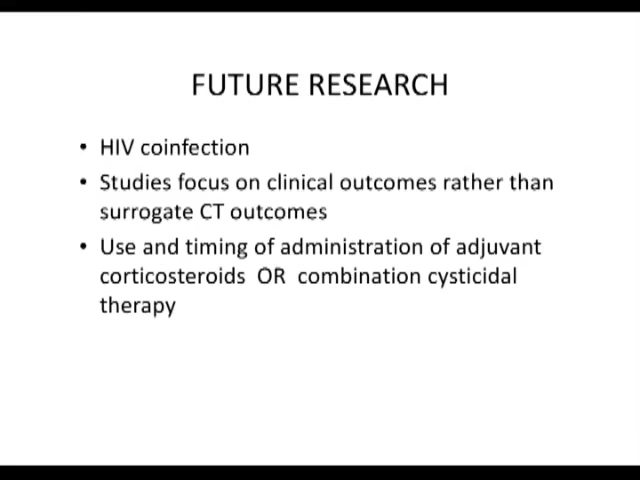 FUTURE RESEARCH
• HIV coinfection
• Studies focus on clinical outcomes rather than
surrogate CT outcomes
• Use and timing of administration of adjuvant
corticosteroids  OR  combination cysticidal
therapy